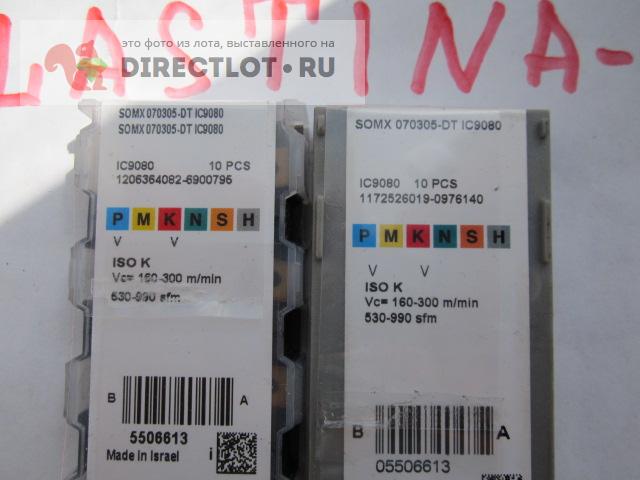 LASTINA-
это фото из лота, выставленного на
DIRECTLOT.RU
SOMX 070305-DT IC9080
SOMX 070305-DT IC9080
IC9080 10 PCS
1206364082-6900795
P M K N S H
V V
ISO K
Vc= 160-300 m/min
530-990 sfm
B A
5506613
Made in Israel i
SOMX 070305-DT IC9080
IC9080 10 PCS
1172526019-0976140
P M K N S H
V V
ISO K
Vc= 160-300 m/min
530-990 sfm
B A
05506613